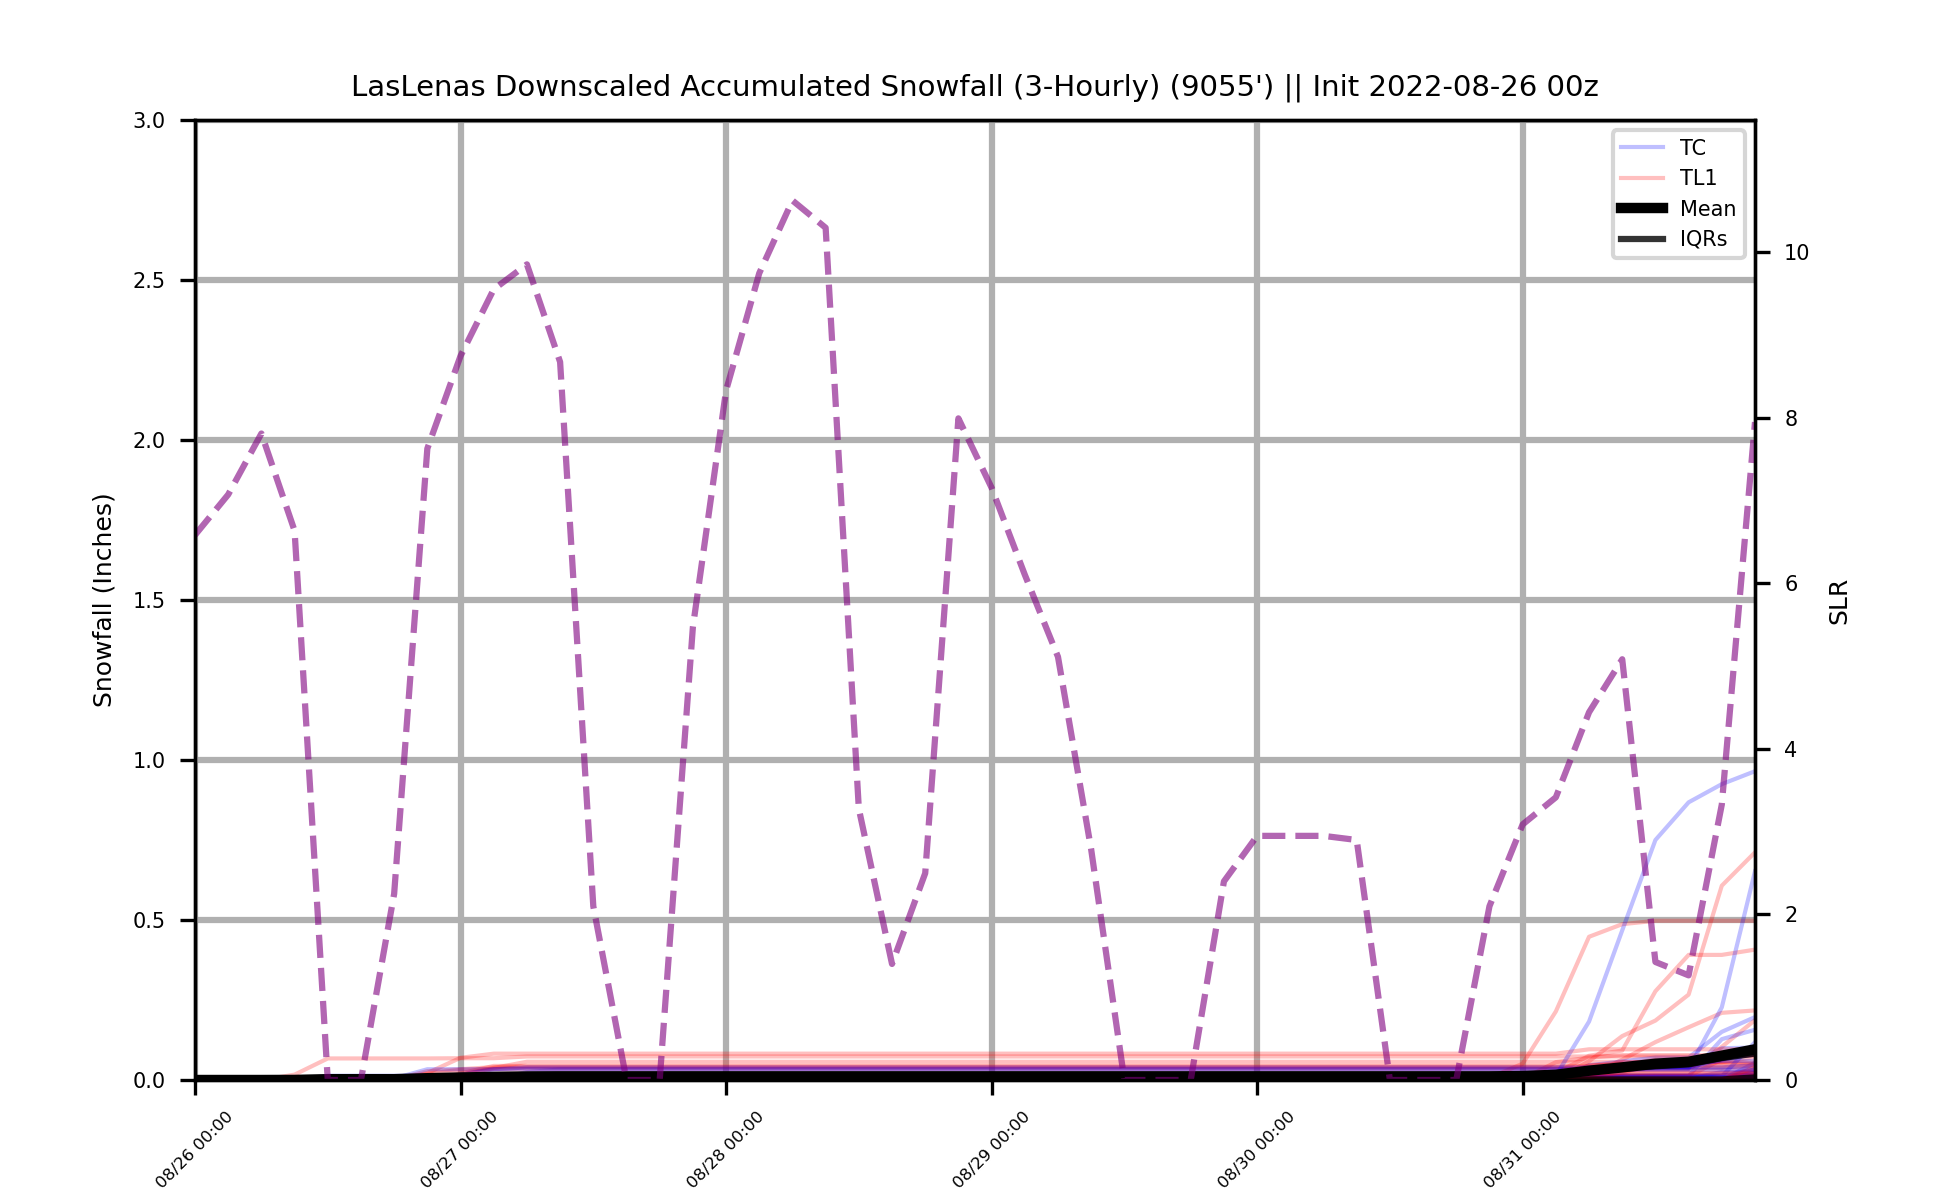 LasLenas Downscaled Accumulated Snowfall (3-Hourly) (9055') || Init 2022-08-26 00z
TC
TL1
Mean
IQRs
Snowfall (Inches)
3.0
2.5
2.0
1.5
1.0
0.5
0.0
SLR
10
8
6
4
2
0
08/26 00:00
08/27 00:00
08/28 00:00
08/29 00:00
08/30 00:00
08/31 00:00